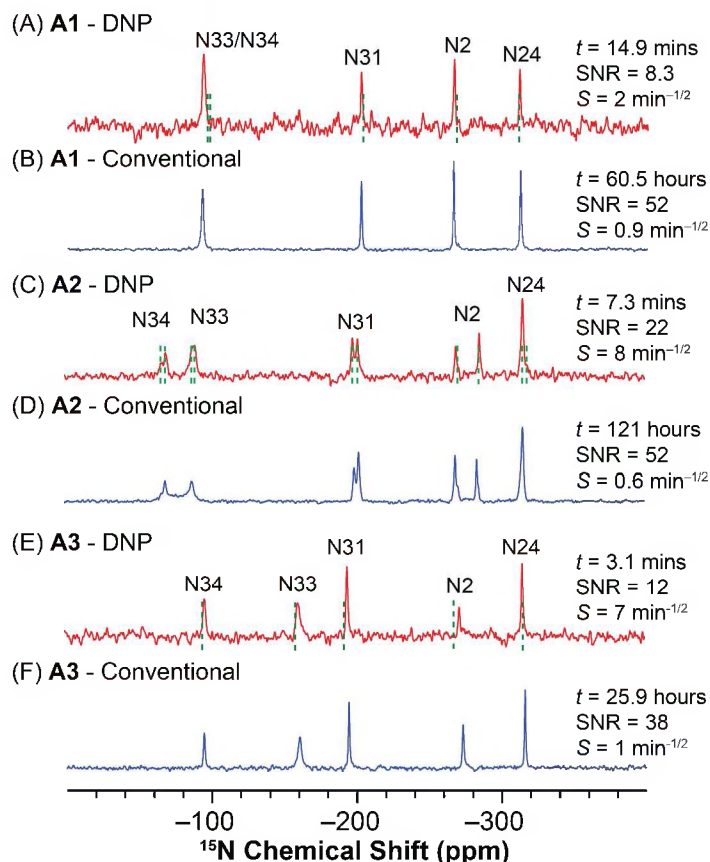 (A) A1 - DNP
N33/N34
N31
N2
N24
t = 14.9 mins
SNR = 8.3
S = 2 min⁻¹/²
(B) A1 - Conventional
t = 60.5 hours
SNR = 52
S = 0.9 min⁻¹/²
(C) A2 - DNP
N34
N33
N31
N2
N24
t = 7.3 mins
SNR = 22
S = 8 min⁻¹/²
(D) A2 - Conventional
t = 121 hours
SNR = 52
S = 0.6 min⁻¹/²
(E) A3 - DNP
N34
N33
N31
N2
N24
t = 3.1 mins
SNR = 12
S = 7 min⁻¹/²
(F) A3 - Conventional
t = 25.9 hours
SNR = 38
S = 1 min⁻¹/²
–100 –200 –300
¹⁵N Chemical Shift (ppm)